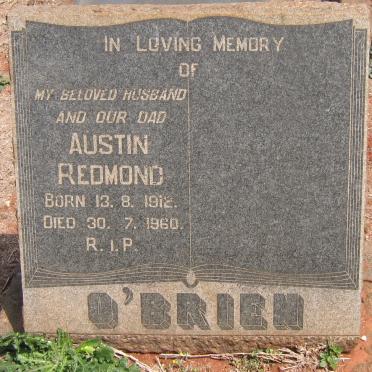 IN LOVING MEMORY
OF
MY BELOVED HUSBAND
AND OUR DAD
AUSTIN
REDMOND
BORN 13. 8. 1912.
DIED 30. 7. 1960.
R. I. P.
O'BRIEN